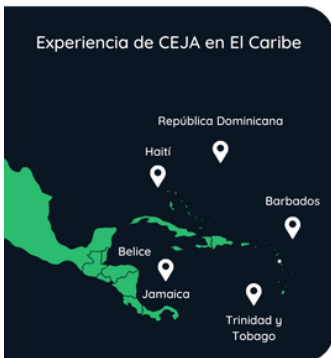 Experiencia de CEJA en El Caribe
República Dominicana
Haití
Barbados
Belice
Jamaica
Trinidad y
Tobago